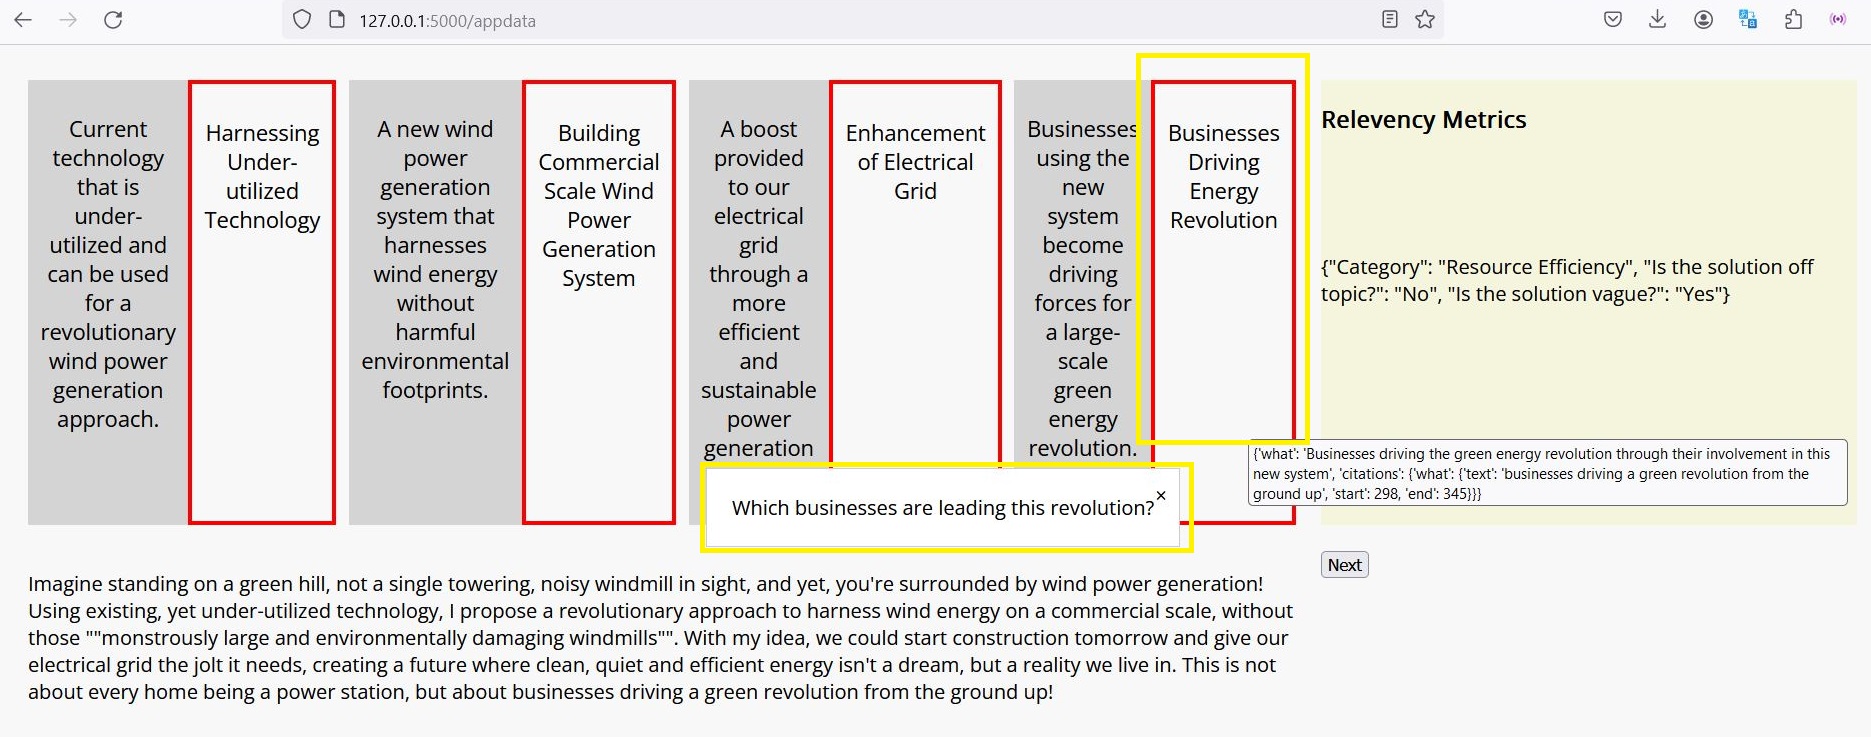 127.0.0.1:5000/appdata
Current
technology
that is
under-
utilized and
can be used
for a
revolutionary
wind power
generation
approach.
Harnessing
Under-
utilized
Technology
A new wind
power
generation
system that
harnesses
wind energy
without
harmful
environmental
footprints.
Building
Commercial
Scale Wind
Power
Generation
System
A boost
provided
to our
electrical
grid
through a
more
efficient
and
sustainable
power
generation
Enhancement
of Electrical
Grid
Businesses
using the
new
system
become
driving
forces for
a large-
scale
green
energy
revolution.
Businesses
Driving
Energy
Revolution
Relevency Metrics
{"Category": "Resource Efficiency", "Is the solution off
topic?": "No", "Is the solution vague?": "Yes"}
{'what': 'Businesses driving the green energy revolution through their involvement in this
new system', 'citations': {'what': {'text': 'businesses driving a green revolution from the
ground up', 'start': 298, 'end': 345}}}
Which businesses are leading this revolution?×
Next
Imagine standing on a green hill, not a single towering, noisy windmill in sight, and yet, you're surrounded by wind power generation!
Using existing, yet under-utilized technology, I propose a revolutionary approach to harness wind energy on a commercial scale, without
those ""monstrously large and environmentally damaging windmills"". With my idea, we could start construction tomorrow and give our
electrical grid the jolt it needs, creating a future where clean, quiet and efficient energy isn't a dream, but a reality we live in. This is not
about every home being a power station, but about businesses driving a green revolution from the ground up!